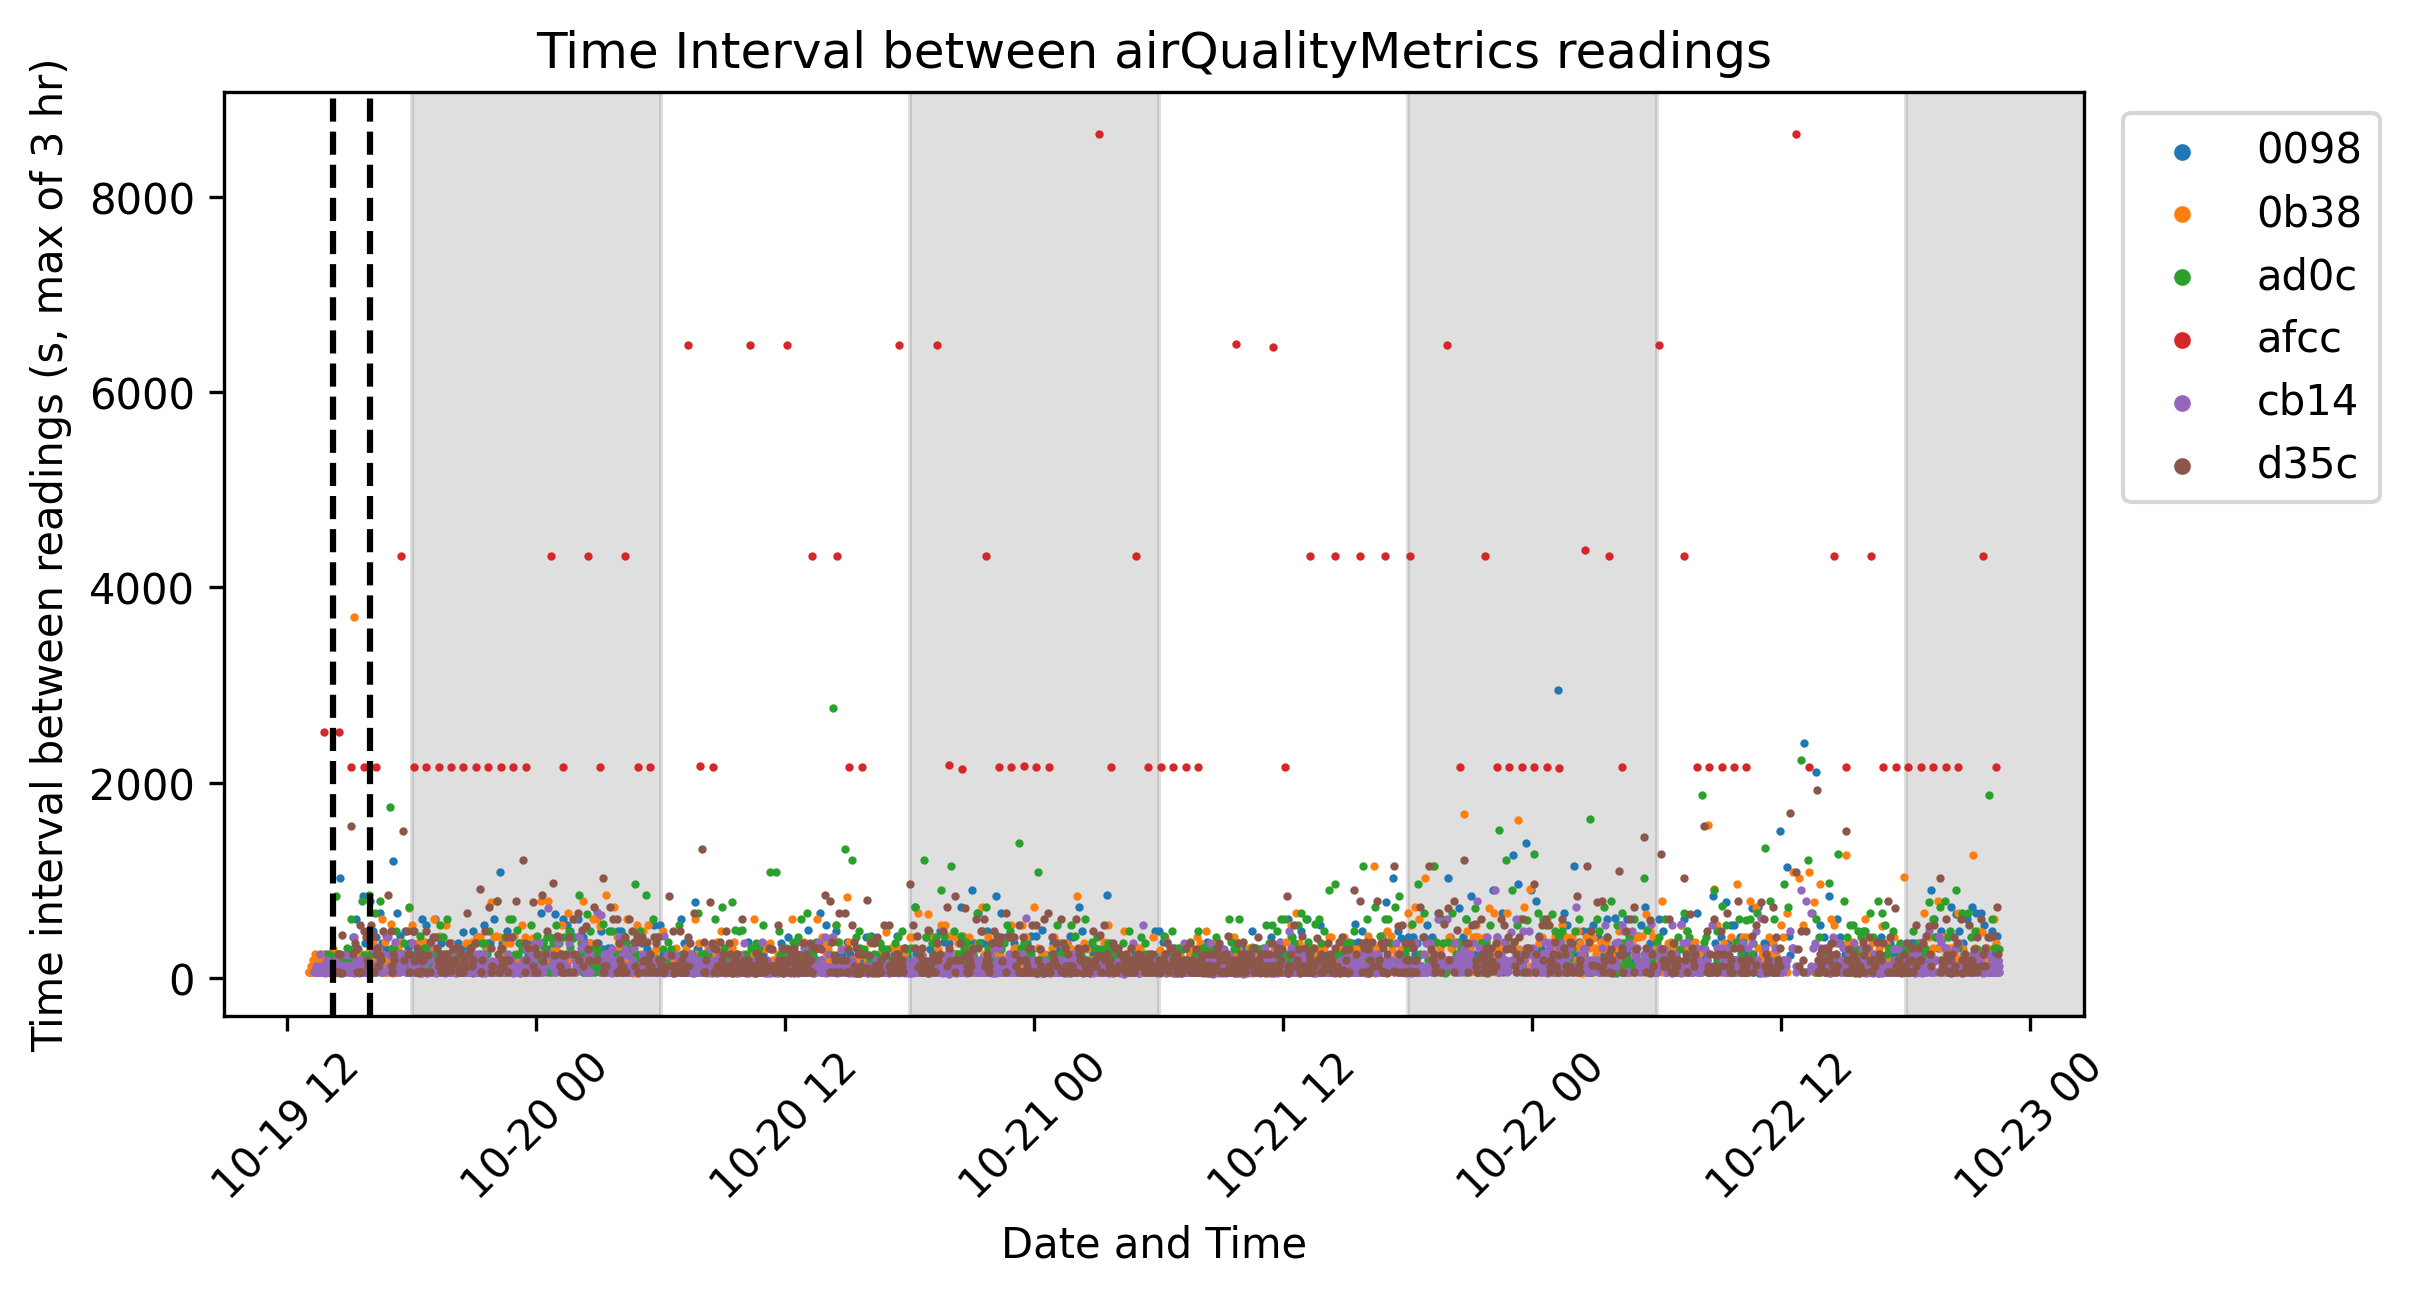 Time Interval between airQualityMetrics readings
Time interval between readings (s, max of 3 hr)
8000
6000
4000
2000
0
10-19 12
10-20 00
10-20 12
10-21 00
10-21 12
10-22 00
10-22 12
10-23 00
Date and Time
0098
0b38
ad0c
afcc
cb14
d35c